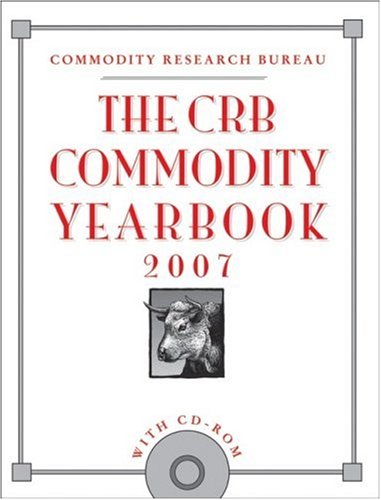 COMMODITY RESEARCH BUREAU
THE CRB
COMMODITY
YEARBOOK
2007
WITH CD-ROM